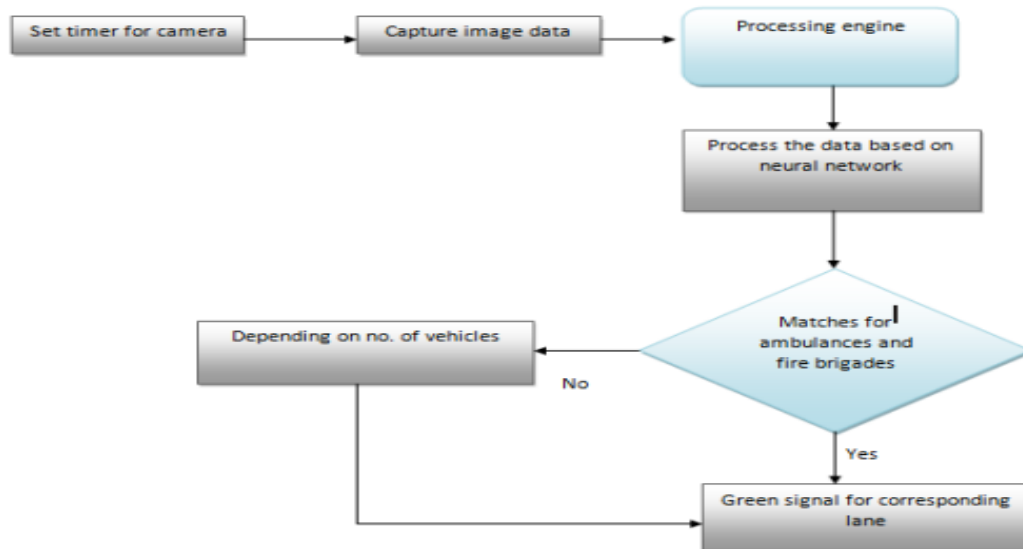 Set timer for camera
Capture image data
Processing engine
Process the data based on
neural network
Matches for
ambulances and
fire brigades
Depending on no. of vehicles
No
Yes
Green signal for corresponding
lane